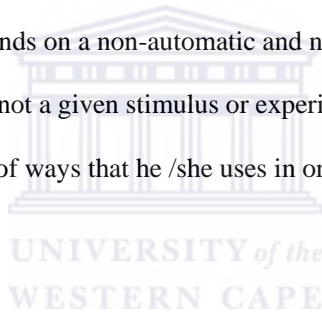 nds on a non-automatic and n
not a given stimulus or experi
of ways that he /she uses in or
UNIVERSITY of the
WESTERN CAPE